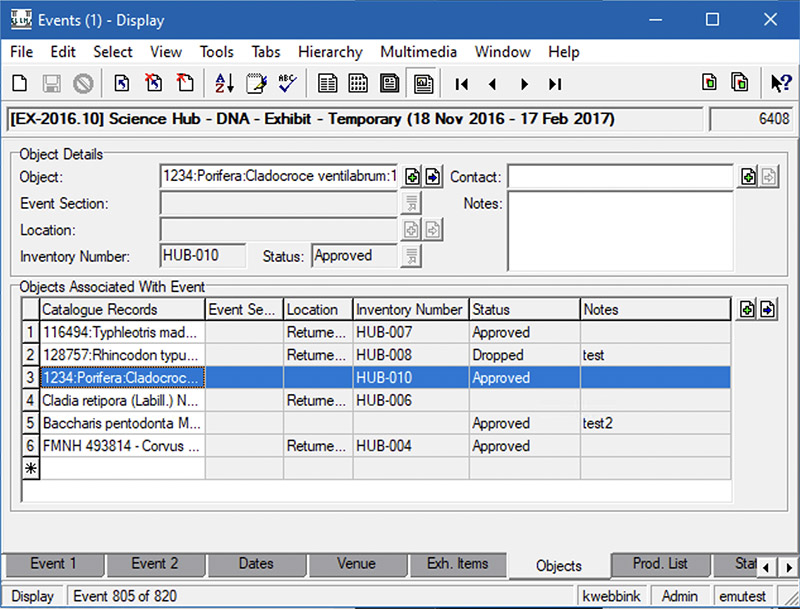 Events (1) - Display
File Edit Select View Tools Tabs Hierarchy Multimedia Window Help
[EX-2016.10] Science Hub - DNA - Exhibit - Temporary (18 Nov 2016 - 17 Feb 2017) 6408
Object Details
Object: 1234:Porifera:Cladocroce ventilabrum:1 Contact:
Event Section: Notes:
Location:
Inventory Number: HUB-010 Status: Approved
Objects Associated With Event
Catalogue Records Event Se... Location Inventory Number Status Notes
1 116494:Typhleotris mad... Returne... HUB-007 Approved
2 128757:Rhincodon typu... Returne... HUB-008 Dropped test
3 1234:Porifera:Cladocroc... HUB-010 Approved
4 Cladia retipora (Labill.) N... Returne... HUB-006
5 Baccharis pentodonta M... Approved test2
6 FMNH 493814 - Corvus ... Returne... HUB-004 Approved
Event 1 Event 2 Dates Venue Exh. Items Objects Prod. List Stat
Display Event 805 of 820 kwebbink Admin emutest